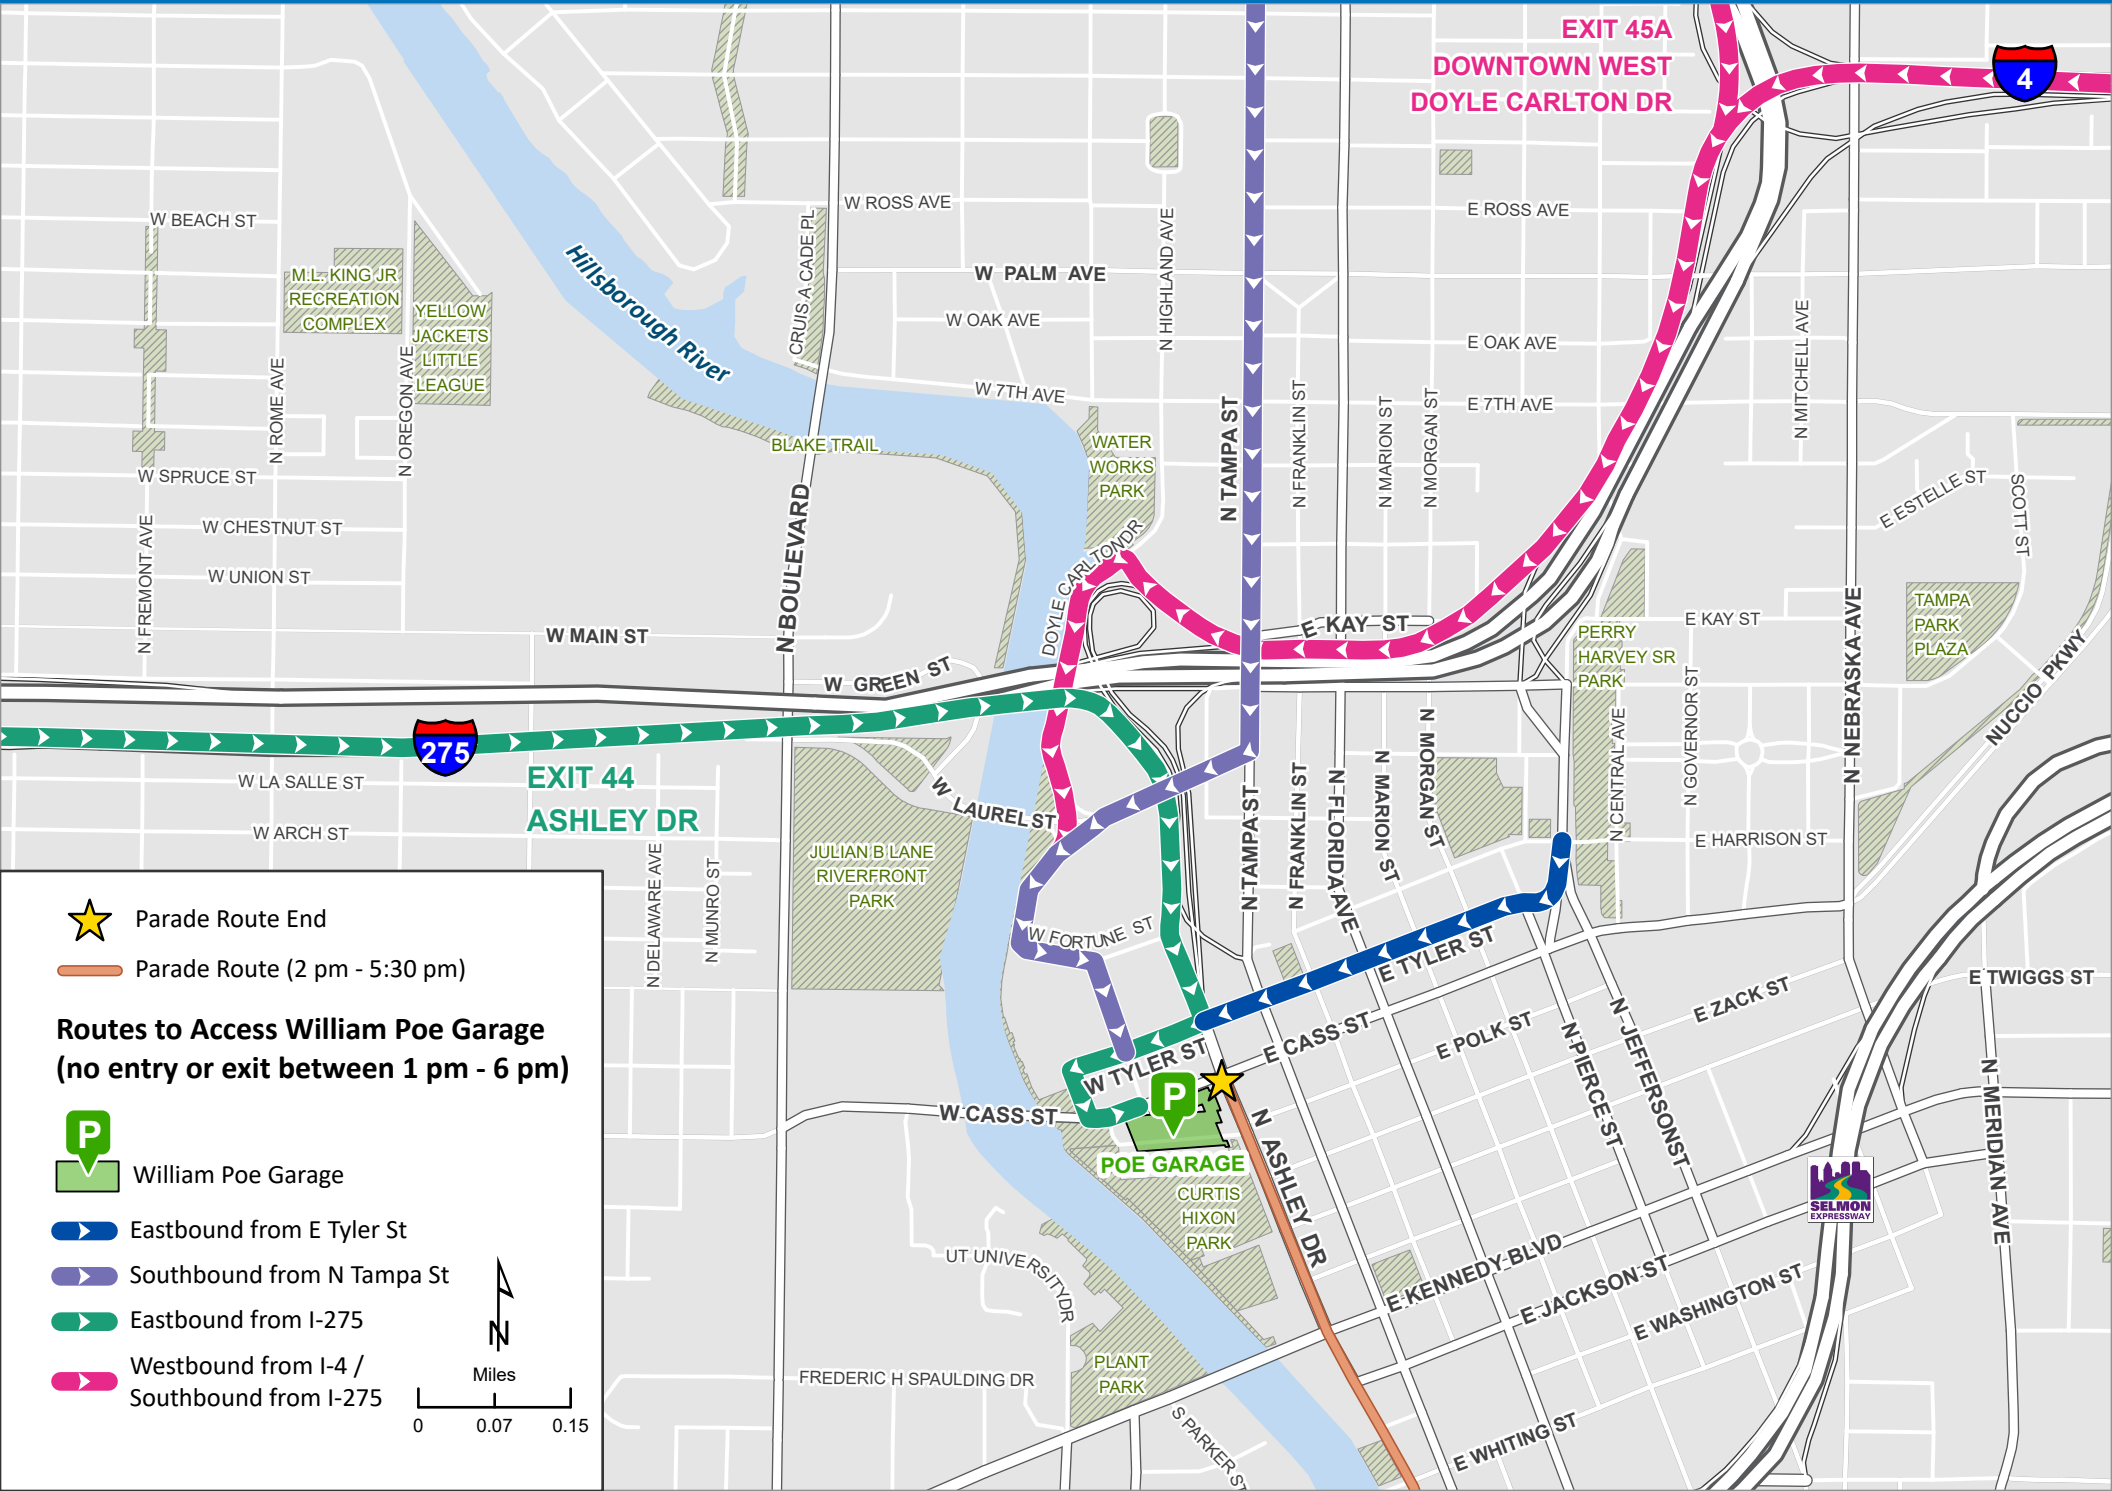 EXIT 45A
DOWNTOWN WEST
DOYLE CARLTON DR
4
W BEACH ST
W ROSS AVE
E ROSS AVE
CRUIS A CADE PL
N HIGHLAND AVE
Hillsborough River
M.L. KING JR
RECREATION
COMPLEX
YELLOW
JACKETS
LITTLE
LEAGUE
W PALM AVE
W OAK AVE
E OAK AVE
N MITCHELL AVE
N ROME AVE
N OREGON AVE
W 7TH AVE
E 7TH AVE
N TAMPA ST
N FRANKLIN ST
N MARION ST
N MORGAN ST
BLAKE TRAIL
WATER
WORKS
PARK
W SPRUCE ST
E ESTELLE ST
SCOTT ST
W CHESTNUT ST
N FREMONT AVE
N BOULEVARD
W UNION ST
DOYLE CARLTON DR
W MAIN ST
E KAY ST
E KAY ST
PERRY
HARVEY SR
PARK
TAMPA
PARK
PLAZA
N NEBRASKA AVE
NUCCIO PKWY
W GREEN ST
N GOVERNOR ST
N CENTRAL AVE
275
EXIT 44
ASHLEY DR
W LA SALLE ST
W ARCH ST
W LAUREL ST
N TAMPA ST
N FRANKLIN ST
N FLORIDA AVE
N MARION ST
N MORGAN ST
E HARRISON ST
JULIAN B LANE
RIVERFRONT
PARK
N DELAWARE AVE
N MUNRO ST
W FORTUNE ST
E TYLER ST
E TWIGGS ST
E ZACK ST
E CASS ST
E POLK ST
N PIERCE ST
N JEFFERSON ST
N MERIDIAN AVE
W TYLER ST
W CASS ST
P
POE GARAGE
N ASHLEY DR
CURTIS
HIXON
PARK
SELMON
EXPRESSWAY
UT UNIVERSITY DR
E KENNEDY BLVD
E JACKSON ST
E WASHINGTON ST
PLANT
PARK
FREDERIC H SPAULDING DR
S PARKER ST
E WHITING ST
Parade Route End
Parade Route (2 pm - 5:30 pm)
Routes to Access William Poe Garage
(no entry or exit between 1 pm - 6 pm)
P
William Poe Garage
Eastbound from E Tyler St
Southbound from N Tampa St
Eastbound from I-275
Westbound from I-4 /
Southbound from I-275
N
Miles
0 0.07 0.15